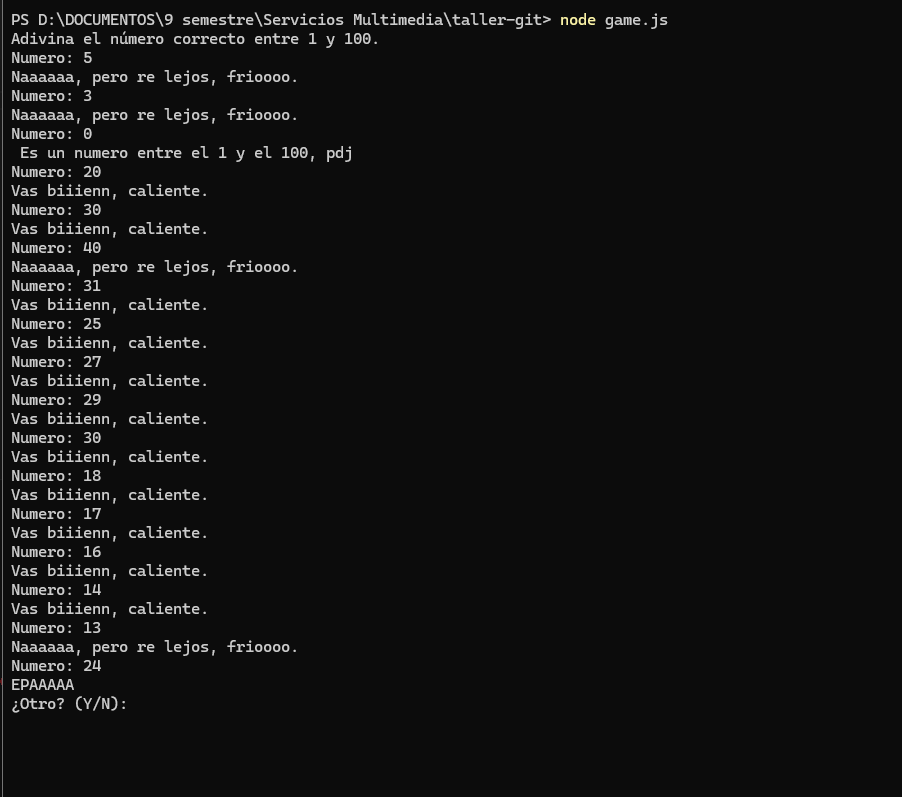 PS D:\DOCUMENTOS\9 semestre\Servicios Multimedia\taller-git> node game.js
Adivina el número correcto entre 1 y 100.
Numero: 5
Naaaaaa, pero re lejos, frioooo.
Numero: 3
Naaaaaa, pero re lejos, frioooo.
Numero: 0
 Es un numero entre el 1 y el 100, pdj
Numero: 20
Vas biiienn, caliente.
Numero: 30
Vas biiienn, caliente.
Numero: 40
Naaaaaa, pero re lejos, frioooo.
Numero: 31
Vas biiienn, caliente.
Numero: 25
Vas biiienn, caliente.
Numero: 27
Vas biiienn, caliente.
Numero: 29
Vas biiienn, caliente.
Numero: 30
Vas biiienn, caliente.
Numero: 18
Vas biiienn, caliente.
Numero: 17
Vas biiienn, caliente.
Numero: 16
Vas biiienn, caliente.
Numero: 14
Vas biiienn, caliente.
Numero: 13
Naaaaaa, pero re lejos, frioooo.
Numero: 24
EPAAAAA
¿Otro? (Y/N):